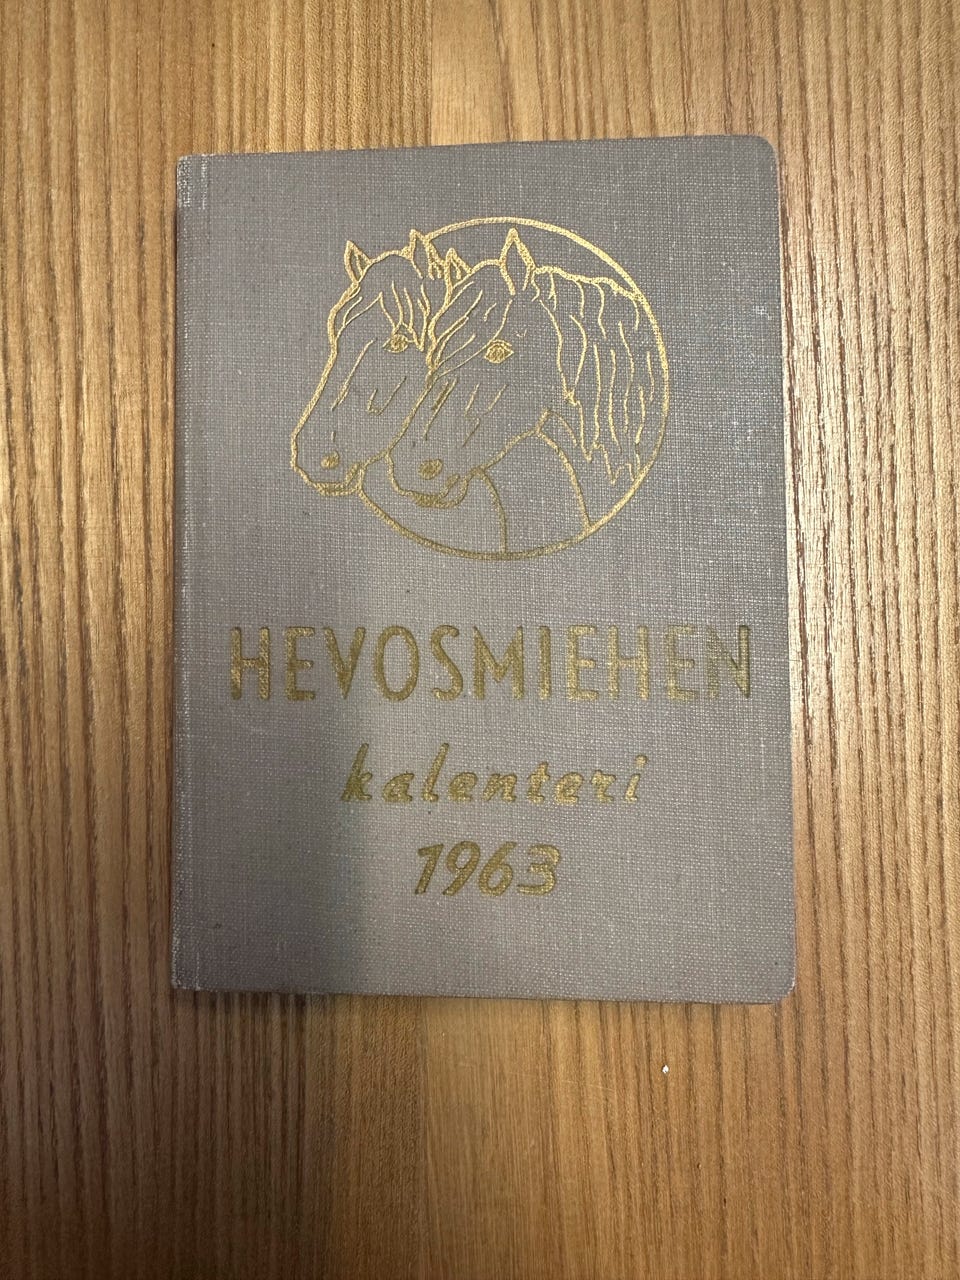 HEVOSMIEHEN
kalenteri
1963